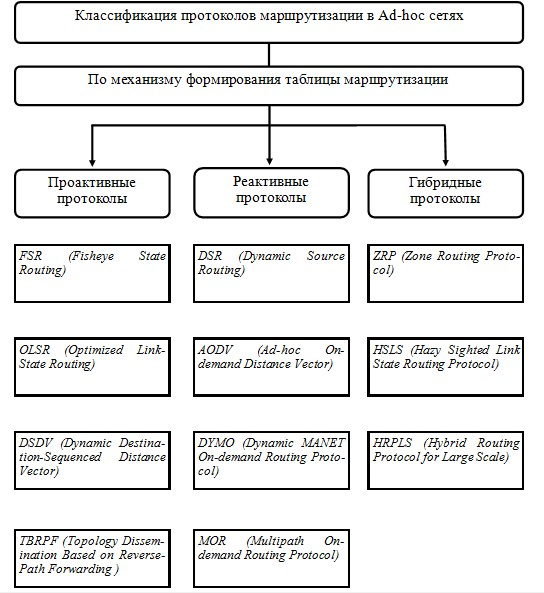 Классификация протоколов маршрутизации в Ad-hoc сетях
По механизму формирования таблицы маршрутизации
Проактивные
протоколы
Реактивные
протоколы
Гибридные
протоколы
FSR (Fisheye State
Routing)
DSR (Dynamic Source
Routing)
ZRP (Zone Routing Proto-
col)
OLSR (Optimized Link-
State Routing)
AODV (Ad-hoc On-
demand Distance Vector)
HSLS (Hazy Sighted Link
State Routing Protocol)
DSDV (Dynamic Destina-
tion-Sequenced Distance
Vector)
DYMO (Dynamic MANET
On-demand Routing Proto-
col)
HRPLS (Hybrid Routing
Protocol for Large Scale)
TBRPF (Topology Dissem-
ination Based on Reverse-
Path Forwarding )
MOR (Multipath On-
demand Routing Protocol)